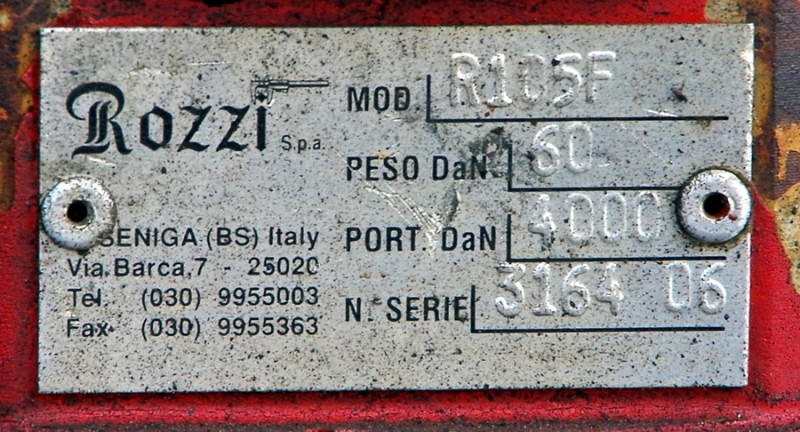 Rozzi S.p.a.
SENIGA (BS) Italy
Via Barca,7 - 25020
Tel. (030) 9955003
Fax (030) 9955363
MOD. R105F
PESO DaN 60
PORT. DaN 4000
N. SERIE 3164 06